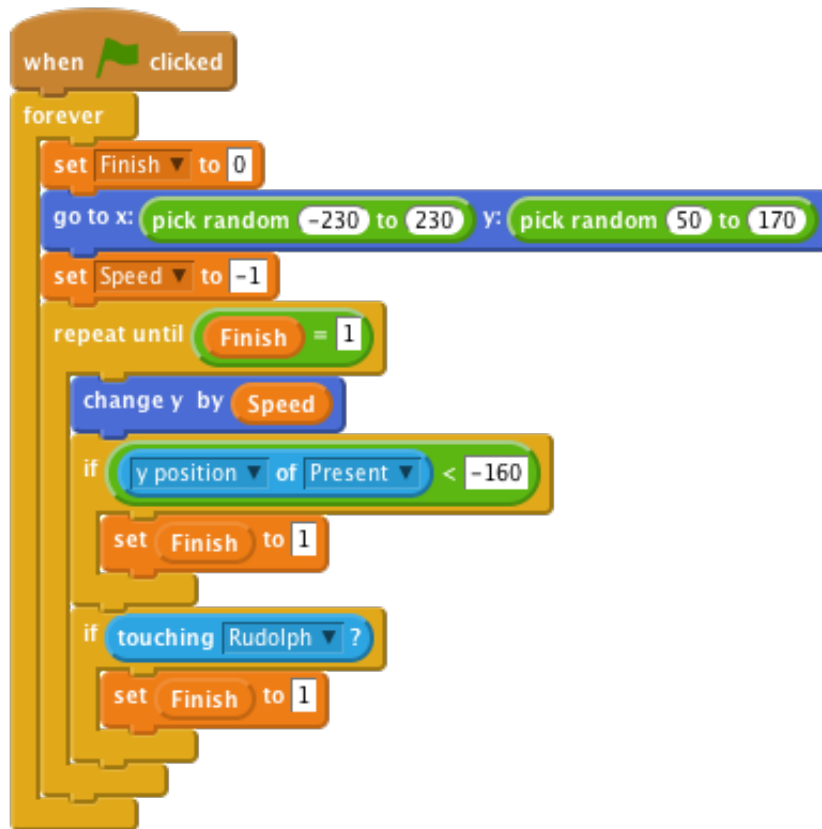 when clicked
forever
set Finish to 0
go to x: pick random -230 to 230 y: pick random 50 to 170
set Speed to -1
repeat until Finish = 1
change y by Speed
if y position of Present < -160
set Finish to 1
if touching Rudolph ?
set Finish to 1